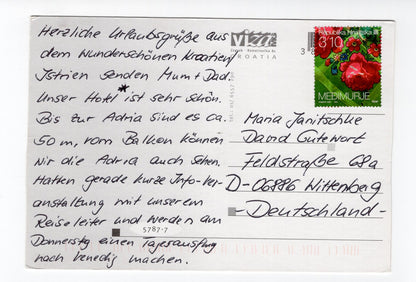 Herzliche Urlaubsgrüße aus
dem wunderschönen Kroatien/
Istrien senden Mum + Dad.
Unser Hotel * ist sehr schön.
Bis zur Adria sind es ca.
50 m, vom Balkon können
wir die Adria auch sehen.
Hatten gerade kurze Info-Ver-
anstaltung mit unserem
Reiseleiter und werden am
Donnerstag einen Tagesausflug
nach Venedig machen.
5787-7
CROATIA
Republika Hrvatska
3.10
MEĐIMURJE
Maria Janitschke
David Gutewort
Feldstraße 68a
D-06886 Wittenberg
-Deutschland-